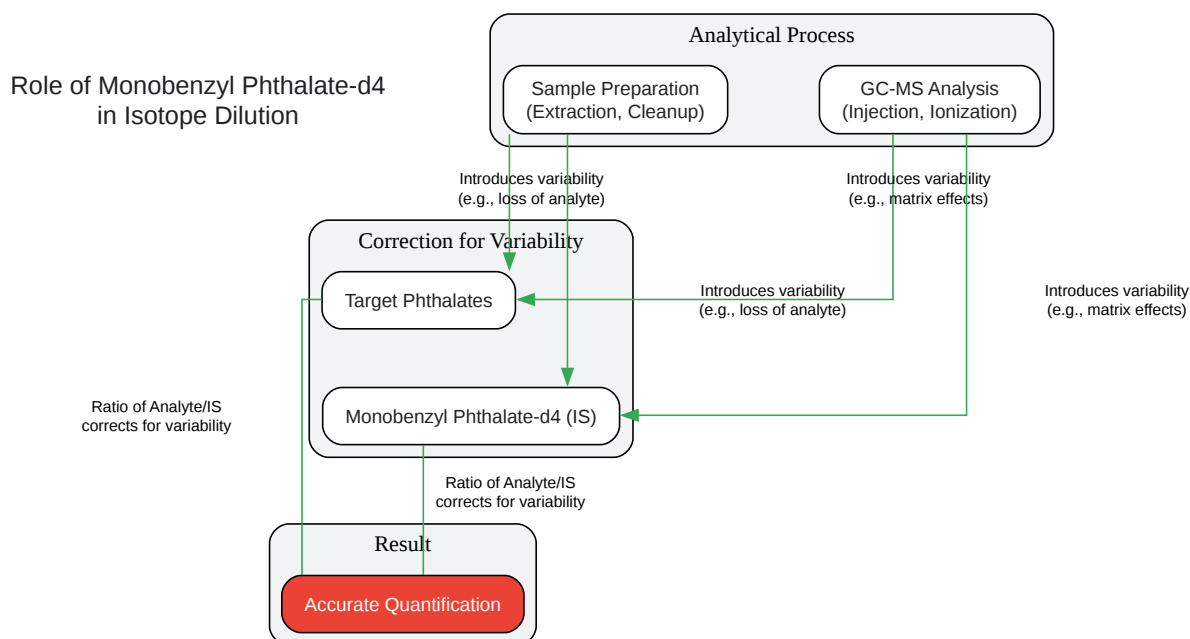 Role of Monobenzyl Phthalate-d4
in Isotope Dilution
Analytical Process
Sample Preparation
(Extraction, Cleanup)
GC-MS Analysis
(Injection, Ionization)
Introduces variability
(e.g., loss of analyte)
Introduces variability
(e.g., matrix effects)
Correction for Variability
Target Phthalates
Introduces variability
(e.g., loss of analyte)
Introduces variability
(e.g., matrix effects)
Monobenzyl Phthalate-d4 (IS)
Ratio of Analyte/IS
corrects for variability
Ratio of Analyte/IS
corrects for variability
Result
Accurate Quantification